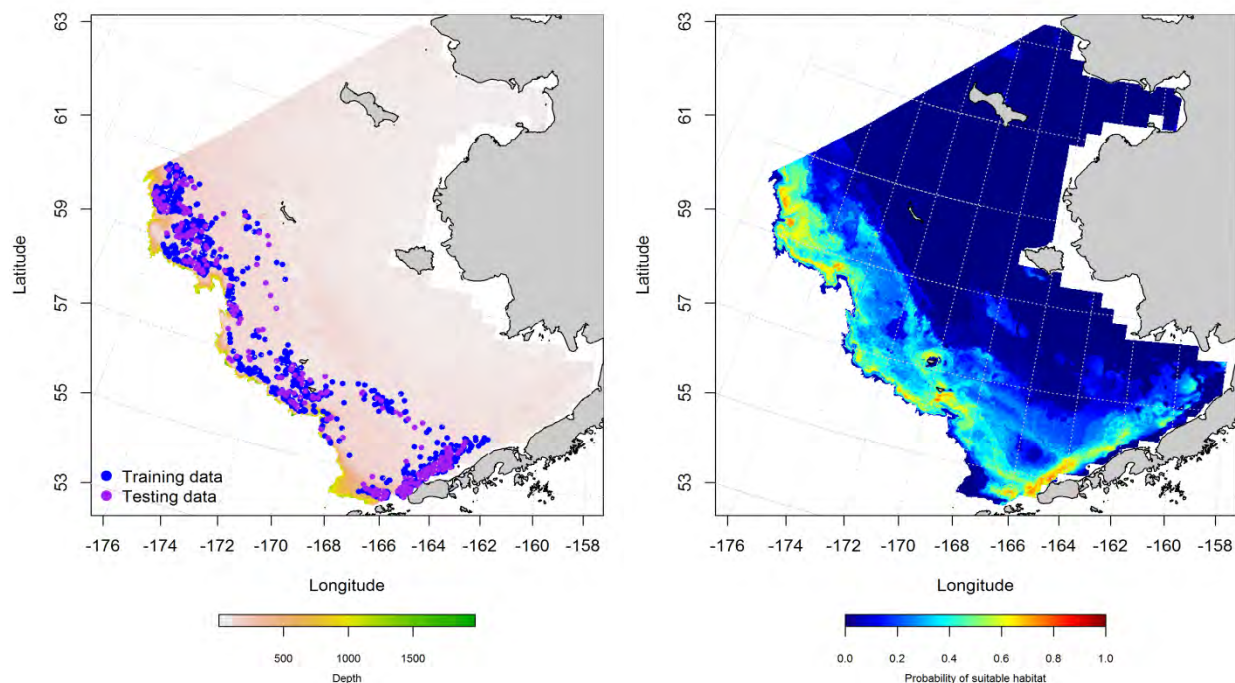 63
61
59
57
55
53
Latitude
Training data
Testing data
-176 -174 -172 -170 -168 -166 -164 -162 -160 -158
Longitude
500 1000 1500
Depth
63
61
59
57
55
53
Latitude
-176 -174 -172 -170 -168 -166 -164 -162 -160 -158
Longitude
0.0 0.2 0.4 0.6 0.8 1.0
Probability of suitable habitat